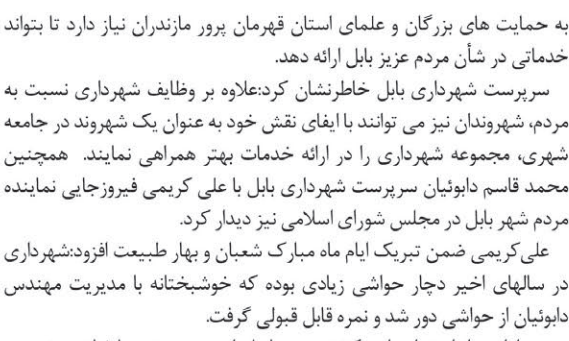 به حمایت های بزرگان و علمای استان قهرمان پرور مازندران نیاز دارد تا بتواند
خدماتی در شأن مردم عزیز بابل ارائه دهد.
سرپرست شهرداری بابل خاطرنشان کرد:علاوه بر وظایف شهرداری نسبت به
مردم، شهروندان نیز می توانند با ایفای نقش خود به عنوان یک شهروند در جامعه
شهری، مجموعه شهرداری را در ارائه خدمات بهتر همراهی نمایند. همچنین
محمد قاسم دابوئیان سرپرست شهرداری بابل با علی کریمی فیروزجایی نماینده
مردم شهر بابل در مجلس شورای اسلامی نیز دیدار کرد.
علی‌کریمی ضمن تبریک ایام ماه مبارک شعبان و بهار طبیعت افزود:شهرداری
در سالهای اخیر دچار حواشی زیادی بوده که خوشبختانه با مدیریت مهندس
دابوئیان از حواشی دور شد و نمره قابل قبولی گرفت.